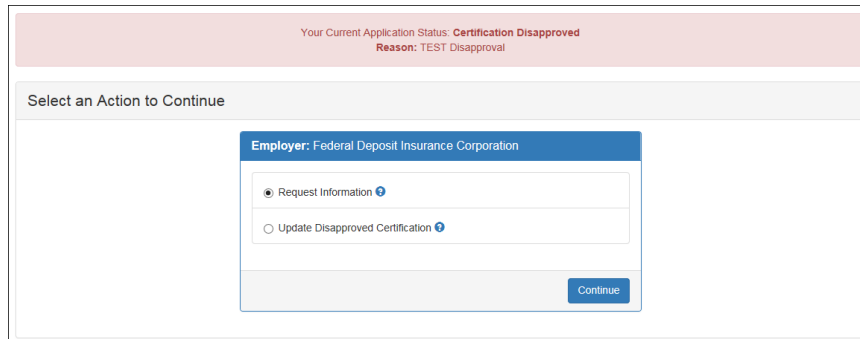 Your Current Application Status: Certification Disapproved
Reason: TEST Disapproval
Select an Action to Continue
Employer: Federal Deposit Insurance Corporation
Request Information ?
Update Disapproved Certification ?
Continue